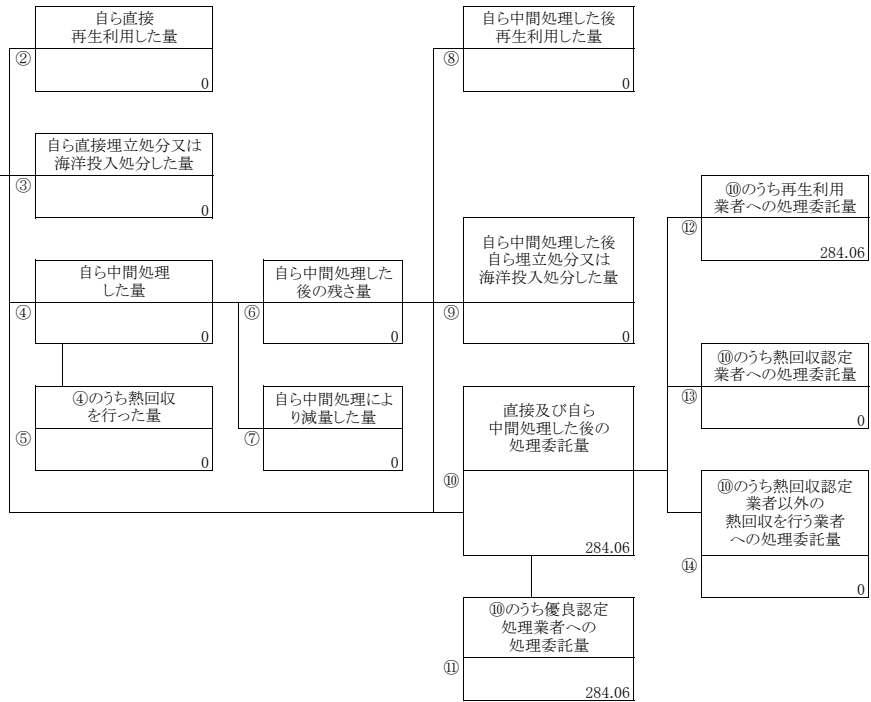 自ら直接
再生利用した量
②
0
自ら直接埋立処分又は
海洋投入処分した量
③
0
自ら中間処理
した量
④
0
④のうち熱回収
を行った量
⑤
0
自ら中間処理した
後の残さ量
⑥
0
自ら中間処理によ
り減量した量
⑦
0
自ら中間処理した後
再生利用した量
⑧
0
自ら中間処理した後
自ら埋立処分又は
海洋投入処分した量
⑨
0
直接及び自ら
中間処理した後の
処理委託量
⑩
284.06
⑩のうち優良認定
処理業者への
処理委託量
⑪
284.06
⑩のうち再生利用
業者への処理委託量
⑫
284.06
⑩のうち熱回収認定
業者への処理委託量
⑬
0
⑩のうち熱回収認定
業者以外の
熱回収を行う業者
への処理委託量
⑭
0